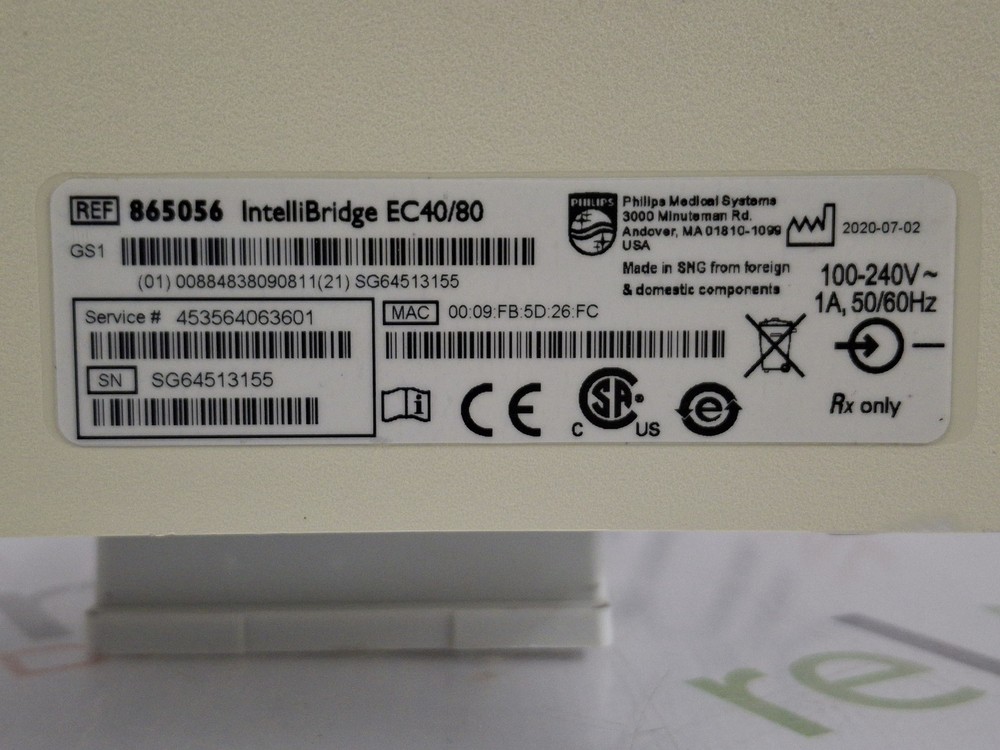 REF 865056 IntelliBridge EC40/80
GS1
(01) 00884838090811(21) SG64513155
Service # 453564063601
SN SG64513155
MAC 00:09:FB:5D:26:FC
i
CE
SA
C US
e
PHILIPS
Philips Medical Systems
3000 Minuteman Rd.
Andover, MA 01810-1099
USA
2020-07-02
Made in SNG from foreign
& domestic components
100-240V~
1A, 50/60Hz
Rx only
re